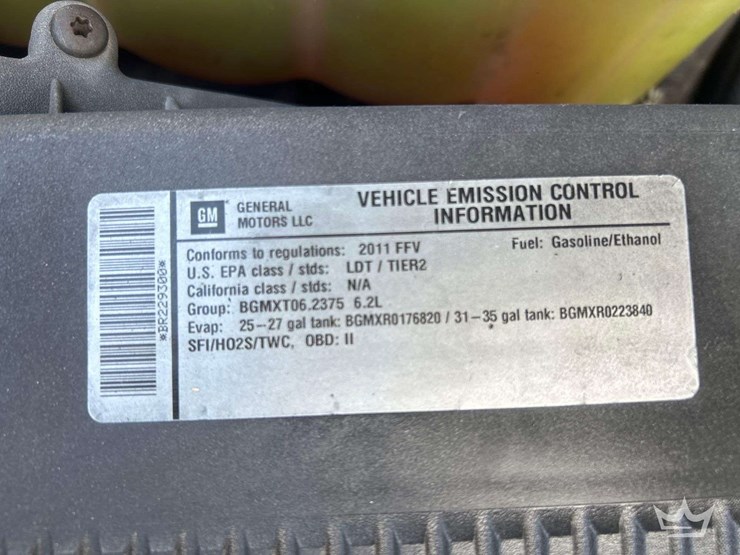 GM
GENERAL
MOTORS LLC
VEHICLE EMISSION CONTROL
INFORMATION
Conforms to regulations: 2011 FFV
Fuel: Gasoline/Ethanol
U.S. EPA class / stds: LDT / TIER2
California class / stds: N/A
Group: BGMXT06.2375 6.2L
Evap: 25-27 gal tank: BGMXR0176820 / 31-35 gal tank: BGMXR0223840
SFI/HO2S/TWC, OBD: II
*BR229300*